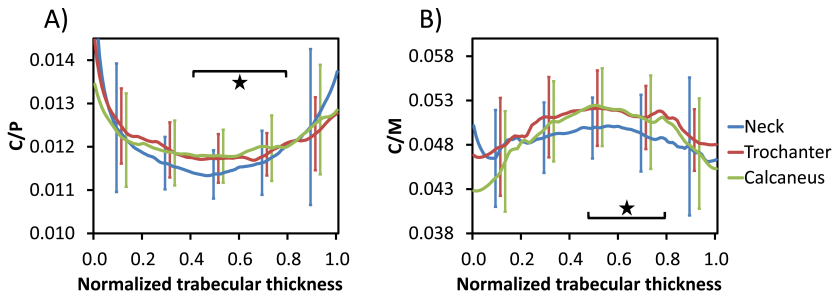 A)
C/P
0.014
0.013
0.012
0.011
0.010
0.0 0.2 0.4 0.6 0.8 1.0
Normalized trabecular thickness
B)
C/M
0.058
0.053
0.048
0.043
0.038
0.0 0.2 0.4 0.6 0.8 1.0
Normalized trabecular thickness
Neck
Trochanter
Calcaneus